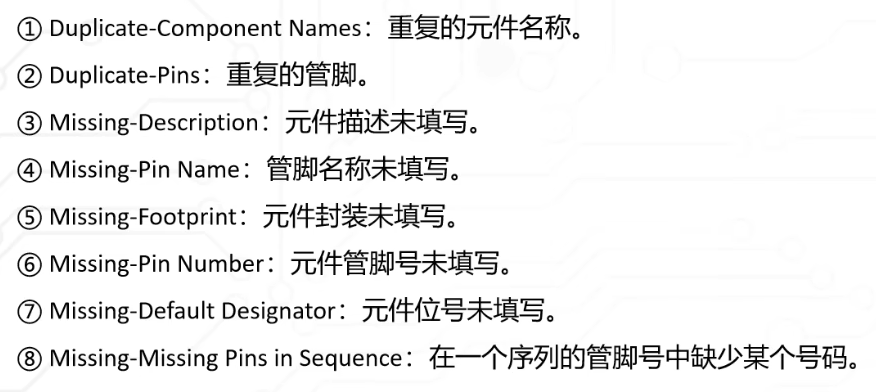 ① Duplicate-Component Names：重复的元件名称。
② Duplicate-Pins：重复的管脚。
③ Missing-Description：元件描述未填写。
④ Missing-Pin Name：管脚名称未填写。
⑤ Missing-Footprint：元件封装未填写。
⑥ Missing-Pin Number：元件管脚号未填写。
⑦ Missing-Default Designator：元件位号未填写。
⑧ Missing-Missing Pins in Sequence：在一个序列的管脚号中缺少某个号码。